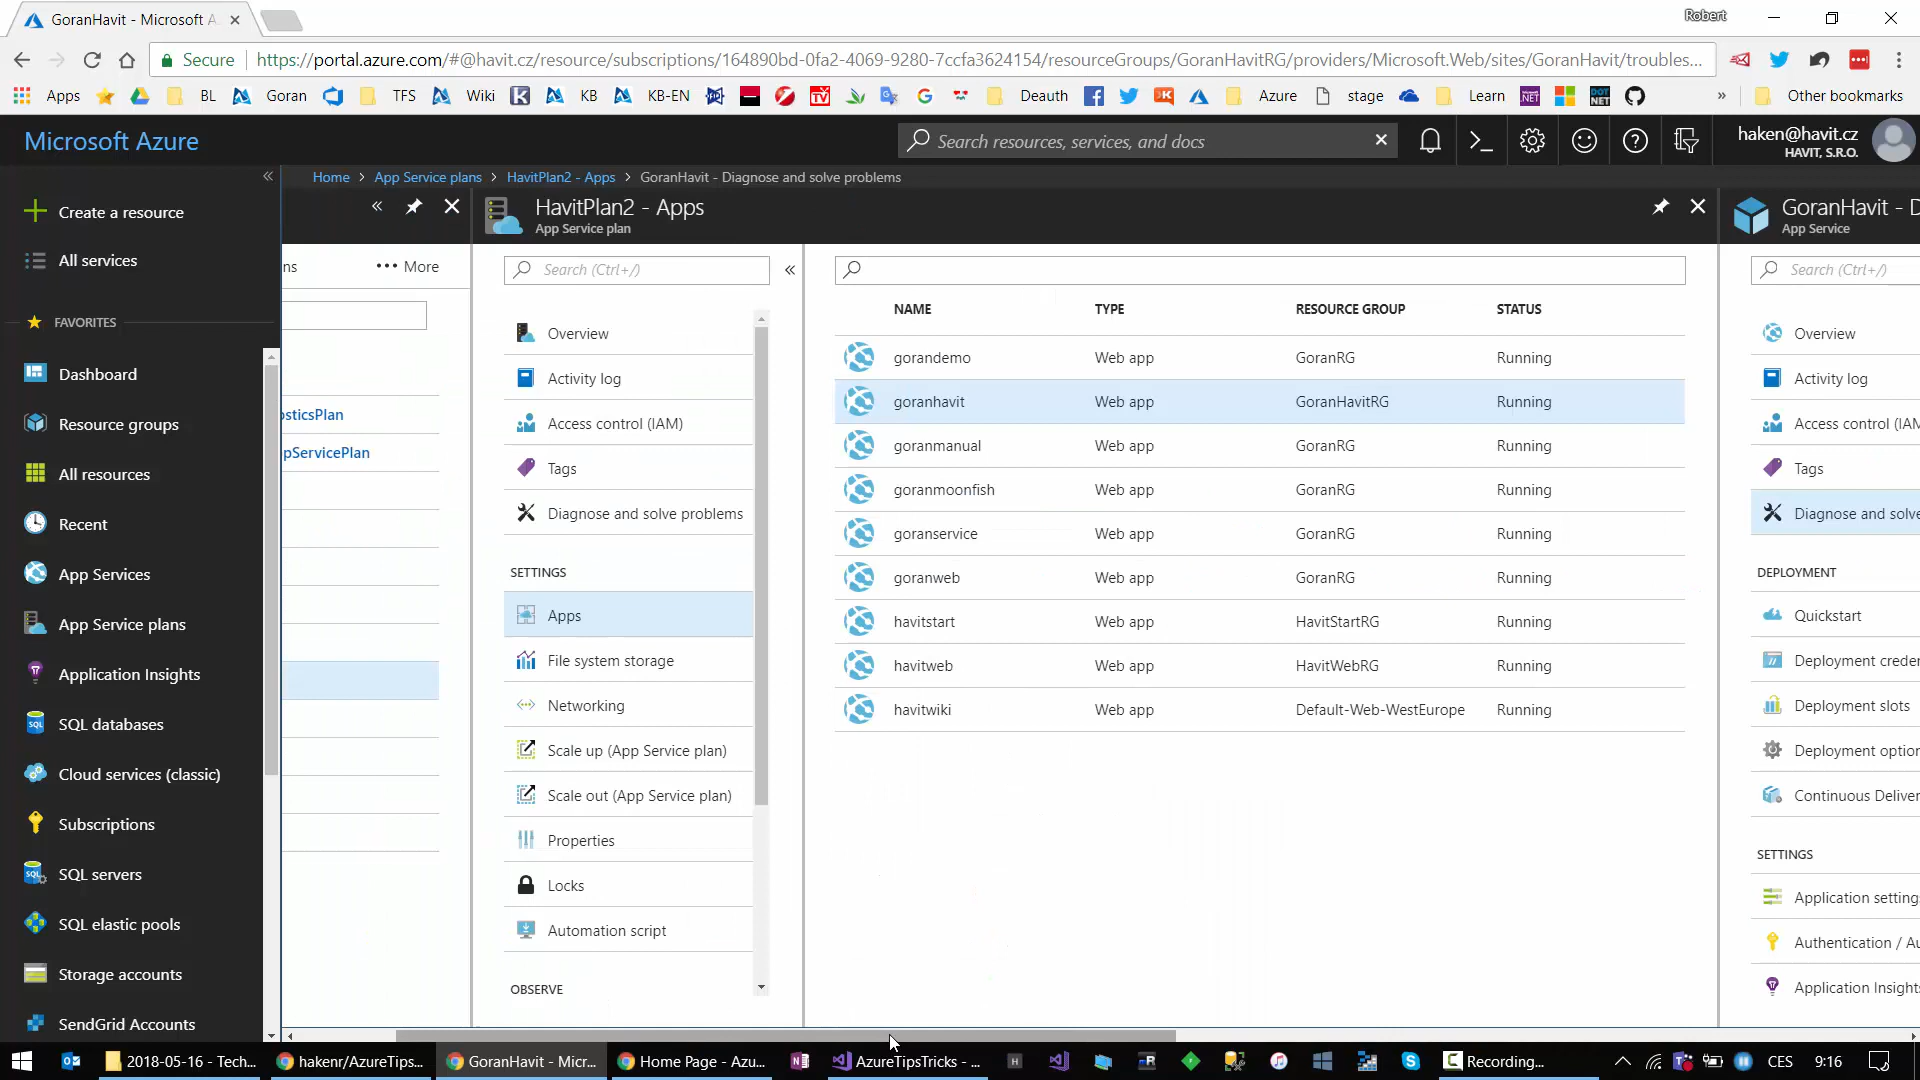 GoranHavit - Microsoft A
Robert
Secure
https://portal.azure.com/#@havit.cz/resource/subscriptions/164890bd-0fa2-4069-9280-7ccfa3624154/resourceGroups/GoranHavitRG/providers/Microsoft.Web/sites/GoranHavit/troubles...
Apps
BL
Goran
TFS
Wiki
KB
KB-EN
Deauth
Azure
stage
Learn
»
Other bookmarks
Microsoft Azure
Search resources, services, and docs
haken@havit.cz
HAVIT, S.R.O.
Home > App Service plans > HavitPlan2 - Apps > GoranHavit - Diagnose and solve problems
Create a resource
All services
FAVORITES
Dashboard
Resource groups
All resources
Recent
App Services
App Service plans
Application Insights
SQL databases
Cloud services (classic)
Subscriptions
SQL servers
SQL elastic pools
Storage accounts
SendGrid Accounts
ns
More
osticsPlan
pServicePlan
HavitPlan2 - Apps
App Service plan
Search (Ctrl+/)
Overview
Activity log
Access control (IAM)
Tags
Diagnose and solve problems
SETTINGS
Apps
File system storage
Networking
Scale up (App Service plan)
Scale out (App Service plan)
Properties
Locks
Automation script
OBSERVE
NAME TYPE RESOURCE GROUP STATUS
gorandemo Web app GoranRG Running
goranhavit Web app GoranHavitRG Running
goranmanual Web app GoranRG Running
goranmoonfish Web app GoranRG Running
goranservice Web app GoranRG Running
goranweb Web app GoranRG Running
havitstart Web app HavitStartRG Running
havitweb Web app HavitWebRG Running
havitwiki Web app Default-Web-WestEurope Running
GoranHavit - D
App Service
Search (Ctrl+/)
Overview
Activity log
Access control (IAM
Tags
Diagnose and solve
DEPLOYMENT
Quickstart
Deployment creder
Deployment slots
Deployment option
Continuous Deliver
SETTINGS
Application setting
Authentication / Au
Application Insights
2018-05-16 - Tech...
hakenr/AzureTips...
GoranHavit - Micr...
Home Page - Azu...
AzureTipsTricks - ...
Recording...
CES
9:16